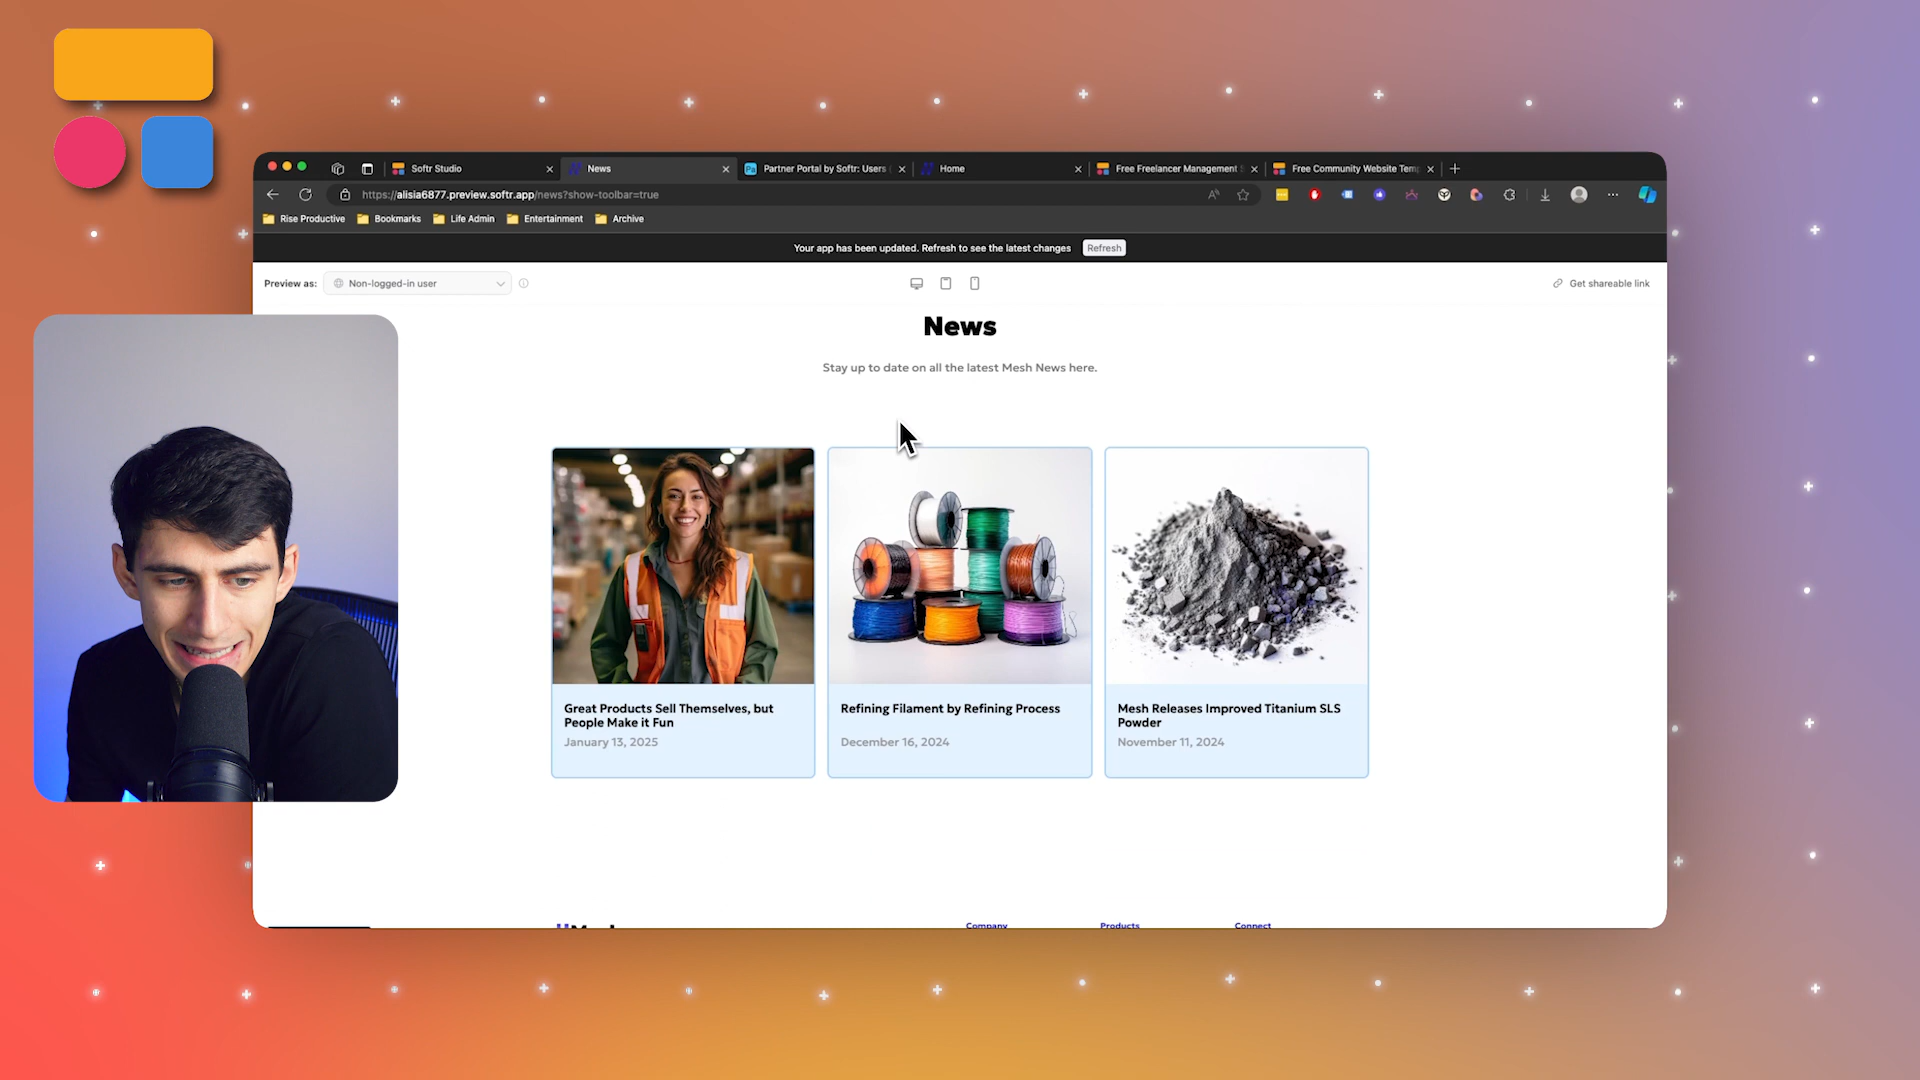 Softr Studio
News
Partner Portal by Softr: Users
Home
Free Freelancer Management
Free Community Website Tem
https://alisia6877.preview.softr.app/news?show-toolbar=true
Rise Productive
Bookmarks
Life Admin
Entertainment
Archive
Your app has been updated. Refresh to see the latest changes
Refresh
Preview as:
Non-logged-in user
Get shareable link
News
Stay up to date on all the latest Mesh News here.
Great Products Sell Themselves, but
People Make it Fun
January 13, 2025
Refining Filament by Refining Process
December 16, 2024
Mesh Releases Improved Titanium SLS
Powder
November 11, 2024
Company
Products
Connect